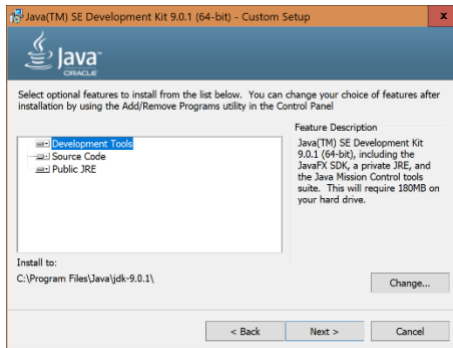 Java(TM) SE Development Kit 9.0.1 (64-bit) - Custom Setup
x
Java™
ORACLE
Select optional features to install from the list below. You can change your choice of features after
installation by using the Add/Remove Programs utility in the Control Panel
Development Tools
Source Code
Public JRE
Feature Description
Java(TM) SE Development Kit
9.0.1 (64-bit), including the
JavaFX SDK, a private JRE, and
the Java Mission Control tools
suite. This will require 180MB on
your hard drive.
Install to:
C:\Program Files\Java\jdk-9.0.1\
Change...
< Back
Next >
Cancel